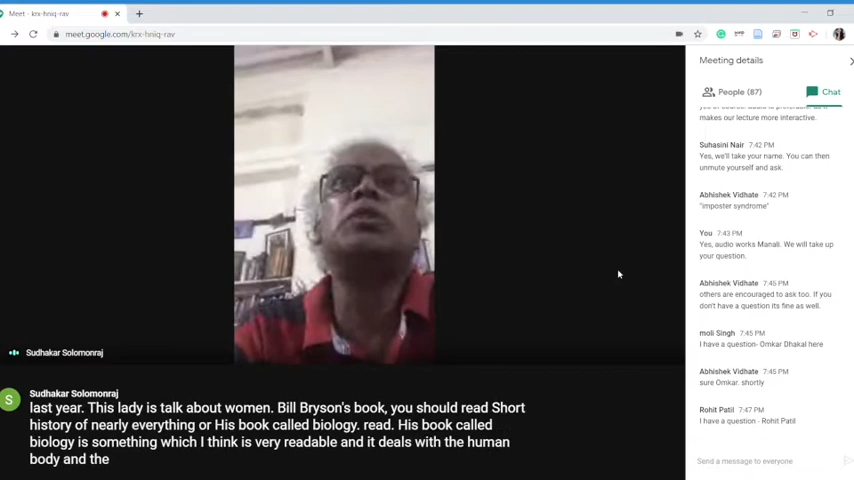 Meet - krx-hniq-rav
meet.google.com/krx-hniq-rav
Meeting details
People (87)
Chat
makes our lecture more interactive.
Suhasini Nair 7:42 PM
Yes, we'll take your name. You can then
unmute yourself and ask.
Abhishek Vidhate 7:42 PM
"imposter syndrome"
You 7:43 PM
Yes, audio works Manali. We will take up
your question.
Abhishek Vidhate 7:45 PM
others are encouraged to ask too. If you
don't have a question its fine as well.
moli Singh 7:45 PM
I have a question- Omkar Dhakal here
Abhishek Vidhate 7:45 PM
sure Omkar. shortly
Rohit Patil 7:47 PM
I have a question - Rohit Patil
Send a message to everyone
Sudhakar Solomonraj
S
Sudhakar Solomonraj
last year. This lady is talk about women. Bill Bryson's book, you should read Short
history of nearly everything or His book called biology. read. His book called
biology is something which I think is very readable and it deals with the human
body and the